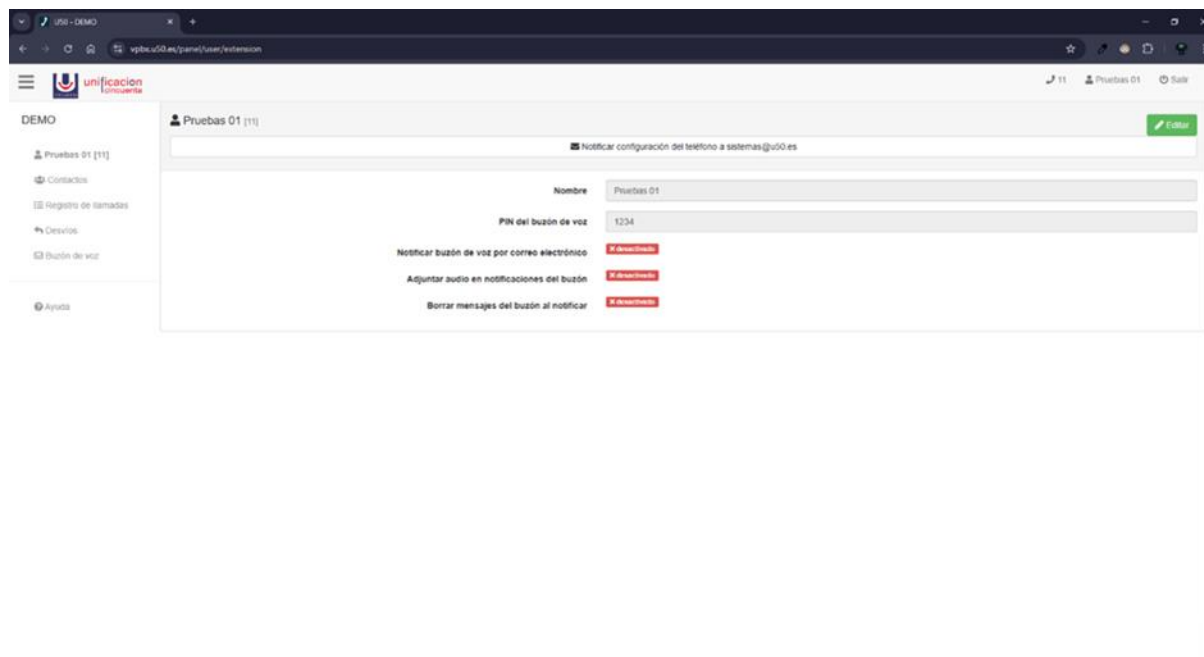 U50 - DEMO
vpbx.u50.es/panel/user/extension
unificacion
cincuenta
11
Pruebas 01
Salir
DEMO
Pruebas 01 [11]
Contactos
Registro de llamadas
Desvíos
Buzón de voz
Ayuda
Pruebas 01 [11]
Editar
Notificar configuración del teléfono a sistemas@u50.es
Nombre Pruebas 01
PIN del buzón de voz 1234
Notificar buzón de voz por correo electrónico desactivado
Adjuntar audio en notificaciones del buzón desactivado
Borrar mensajes del buzón al notificar desactivado